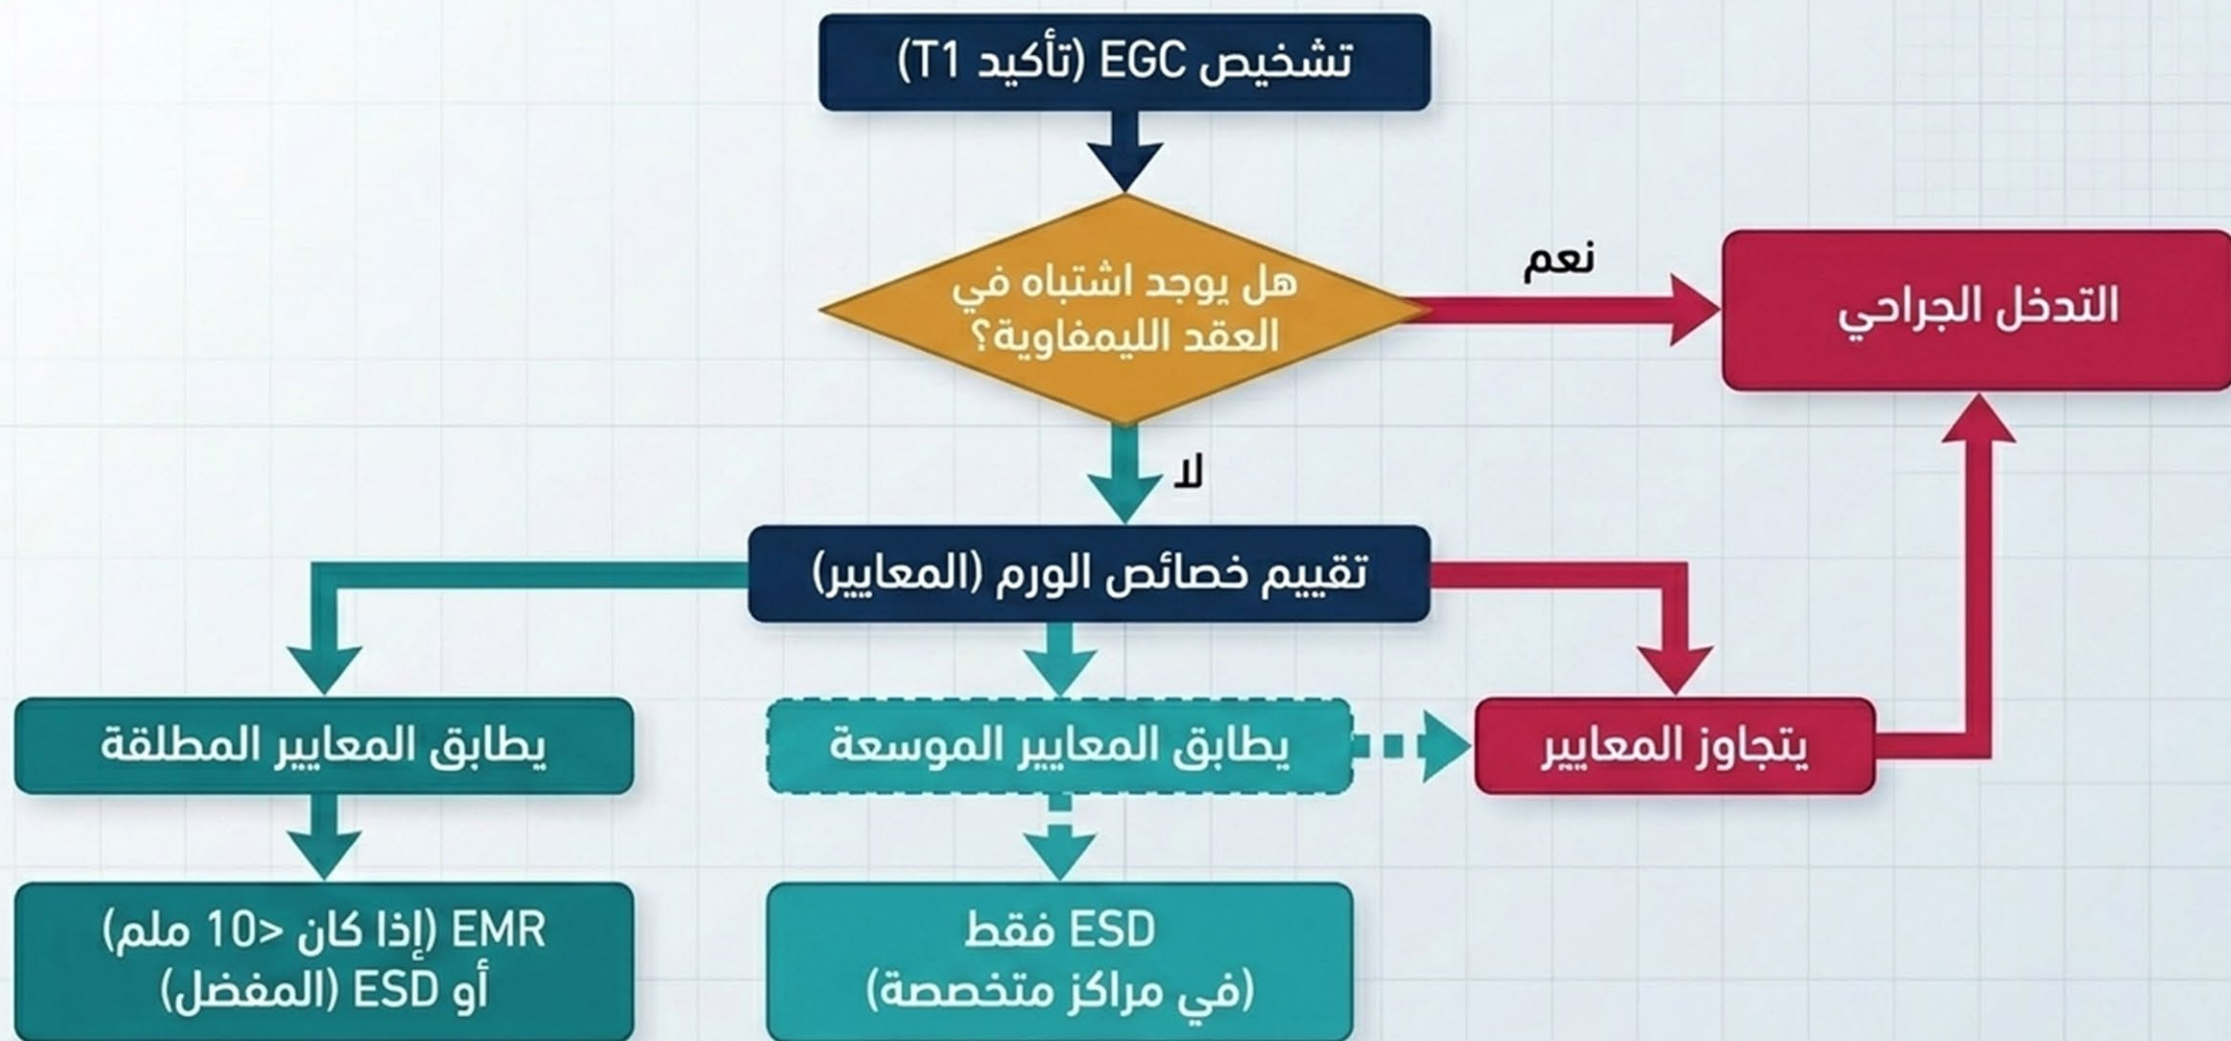 تشخيص EGC (تأكيد T1)
هل يوجد اشتباه في
العقد الليمفاوية؟
نعم
التدخل الجراحي
لا
تقييم خصائص الورم (المعايير)
يطابق المعايير المطلقة
يطابق المعايير الموسعة
يتجاوز المعايير
EMR (إذا كان <10 ملم)
أو ESD (المفضل)
ESD فقط
(في مراكز متخصصة)